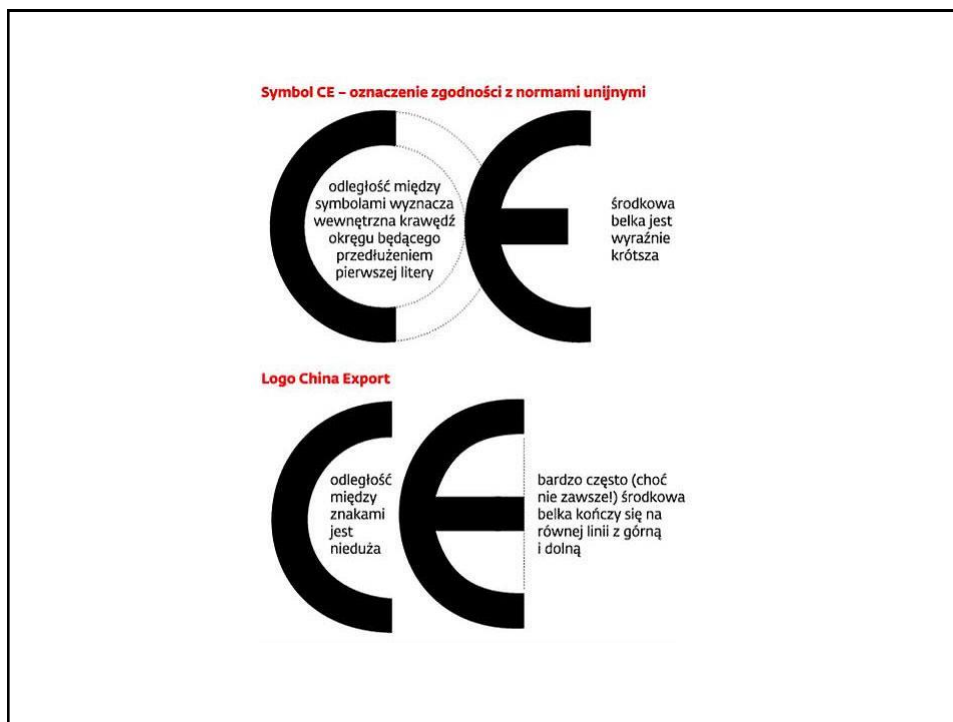 Symbol CE – oznaczenie zgodności z normami unijnymi
CE
odległość między
symbolami wyznacza
wewnętrzna krawędź
okręgu będącego
przedłużeniem
pierwszej litery
środkowa
belka jest
wyraźnie
krótsza
Logo China Export
CE
odległość
między
znakami
jest
nieduża
bardzo często (choć
nie zawsze!) środkowa
belka kończy się na
równej linii z górną
i dolną